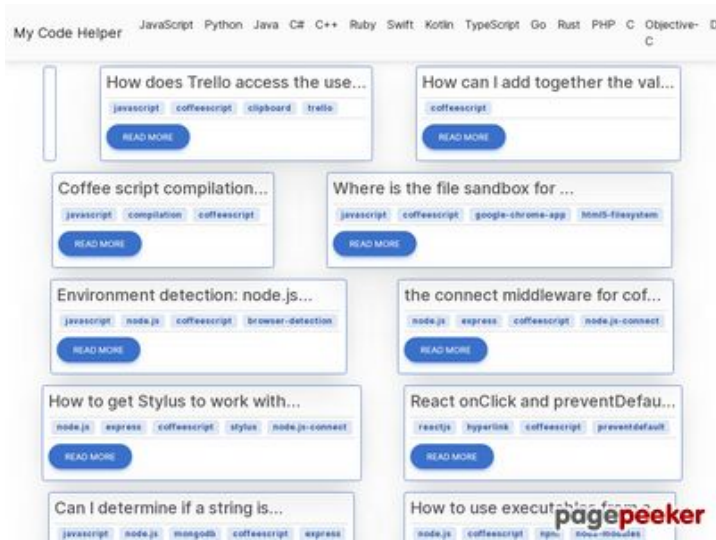 My Code Helper
JavaScript Python Java C# C++ Ruby Swift Kotlin TypeScript Go Rust PHP C Objective-C
How does Trello access the use...
javascript coffeescript clipboard trello
READ MORE
How can I add together the val...
coffeescript
READ MORE
Coffee script compilation...
javascript compilation coffeescript
READ MORE
Where is the file sandbox for ...
javascript coffeescript google-chrome-app html5-filesystem
READ MORE
Environment detection: node.js...
javascript node.js coffeescript browser-detection
READ MORE
the connect middleware for cof...
node.js express coffeescript node.js-connect
READ MORE
How to get Stylus to work with...
node.js express coffeescript stylus node.js-connect
READ MORE
React onClick and preventDefau...
reactjs hyperlink coffeescript preventdefault
READ MORE
Can I determine if a string is...
javascript node.js mongodb coffeescript express
How to use executables from a
node.js coffeescript npm node-modules
pagepeeker